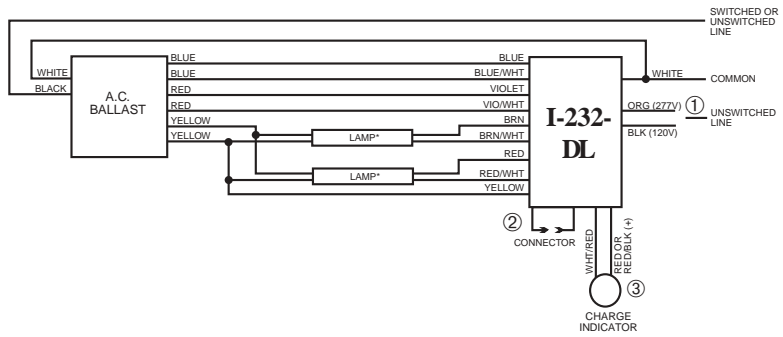 SWITCHED OR
UNSWITCHED
LINE
WHITE
BLACK
A.C.
BALLAST
BLUE
BLUE
RED
RED
YELLOW
YELLOW
LAMP*
LAMP*
BLUE
BLUE/WHT
VIOLET
VIO/WHT
BRN
BRN/WHT
RED
RED/WHT
YELLOW
I-232-
DL
WHITE
COMMON
ORG (277V)
1
UNSWITCHED
LINE
BLK (120V)
2
CONNECTOR
WHT/RED
RED OR
RED/BLK (+)
3
CHARGE
INDICATOR